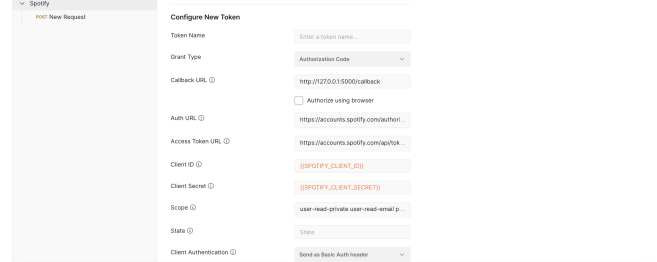 Spotify
POST New Request
Configure New Token
Token Name
Enter a token name...
Grant Type
Authorization Code
Callback URL
http://127.0.0.1:5000/callback
Authorize using browser
Auth URL
https://accounts.spotify.com/authori...
Access Token URL
https://accounts.spotify.com/api/tok...
Client ID
{{SPOTIFY_CLIENT_ID}}
Client Secret
{{SPOTIFY_CLIENT_SECRET}}
Scope
user-read-private user-read-email p...
State
State
Client Authentication
Send as Basic Auth header